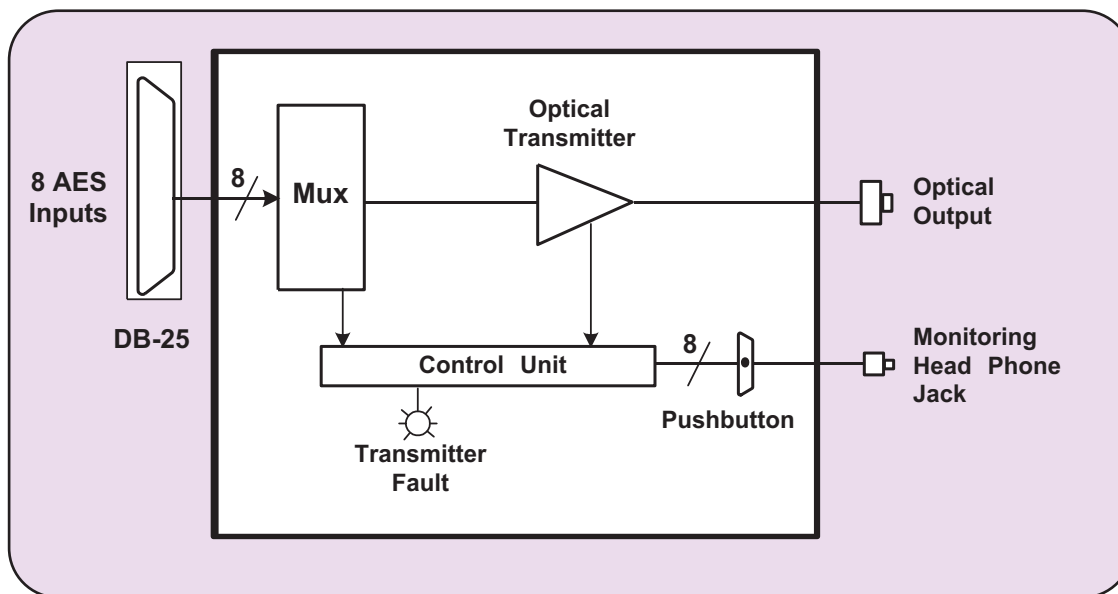 8 AES
Inputs
DB-25
8
Mux
Optical
Transmitter
Optical
Output
Control Unit
8
Pushbutton
Monitoring
Head Phone
Jack
Transmitter
Fault